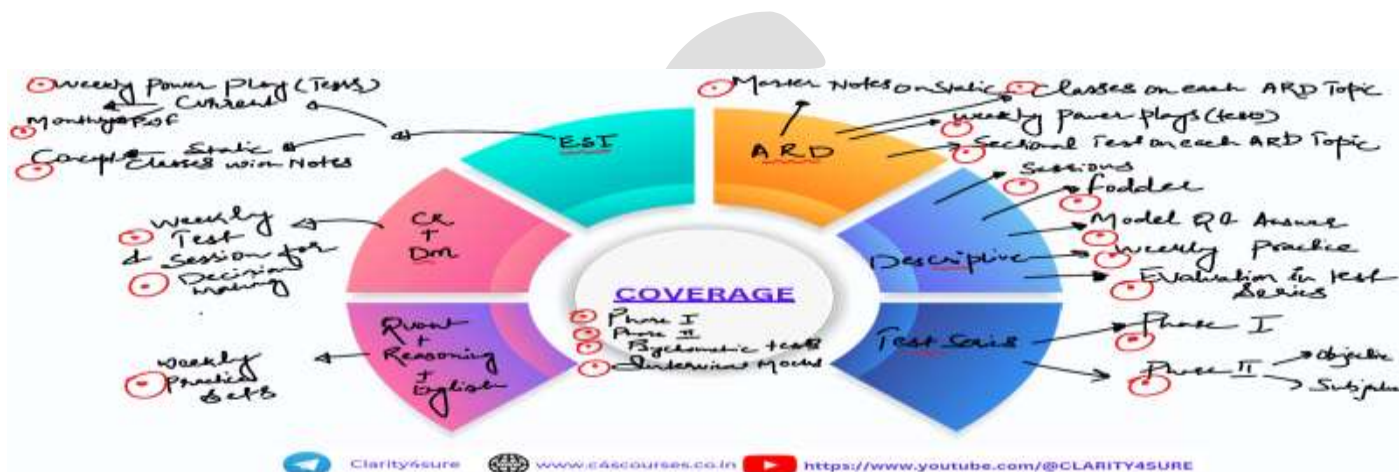 Weekly Power Play (Tests)
Current
Monthly PDF
Static
Concept Classes with Notes
ESI
Master Notes on Static
Classes on each ARD Topic
Weekly Power Plays (tests)
Sectional Test on each ARD Topic
ARD
Weekly
Test
& Session for
Decision
Making
CR
+
DM
Sessions
Fodder
Model Q& Answer
Weekly Practice
Evaluation in test
Series
Descriptive
COVERAGE
Phase I
Phase II
Psychometric tests
Interview Mocks
Weekly
Practice
Sets
Quant
+
Reasoning
+
English
Test Series
Phase I
Phase II
Objective
Clarity4sure
www.c4scourses.co.in
https://www.youtube.com/@CLARITY4SURE